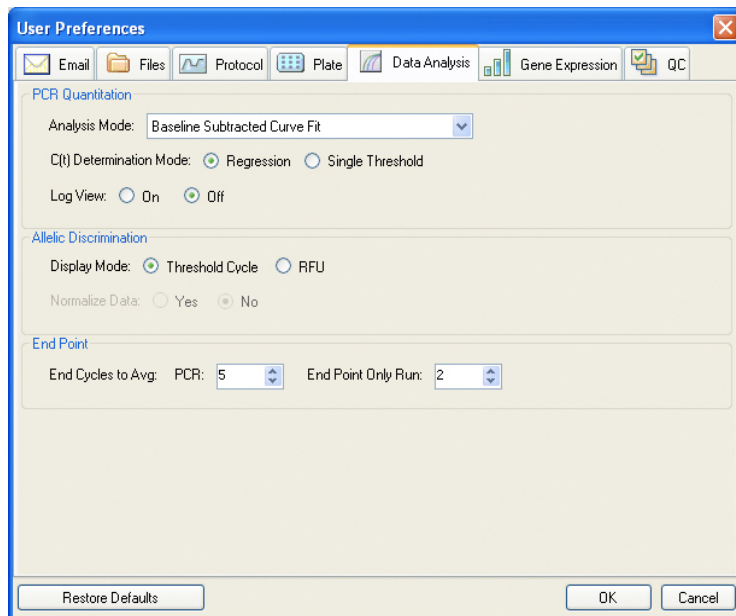 User Preferences
Email Files Protocol Plate Data Analysis Gene Expression QC
PCR Quantitation
Analysis Mode: Baseline Subtracted Curve Fit
C(t) Determination Mode: Regression Single Threshold
Log View: On Off
Allelic Discrimination
Display Mode: Threshold Cycle RFU
Normalize Data: Yes No
End Point
End Cycles to Avg: PCR: 5 End Point Only Run: 2
Restore Defaults OK Cancel